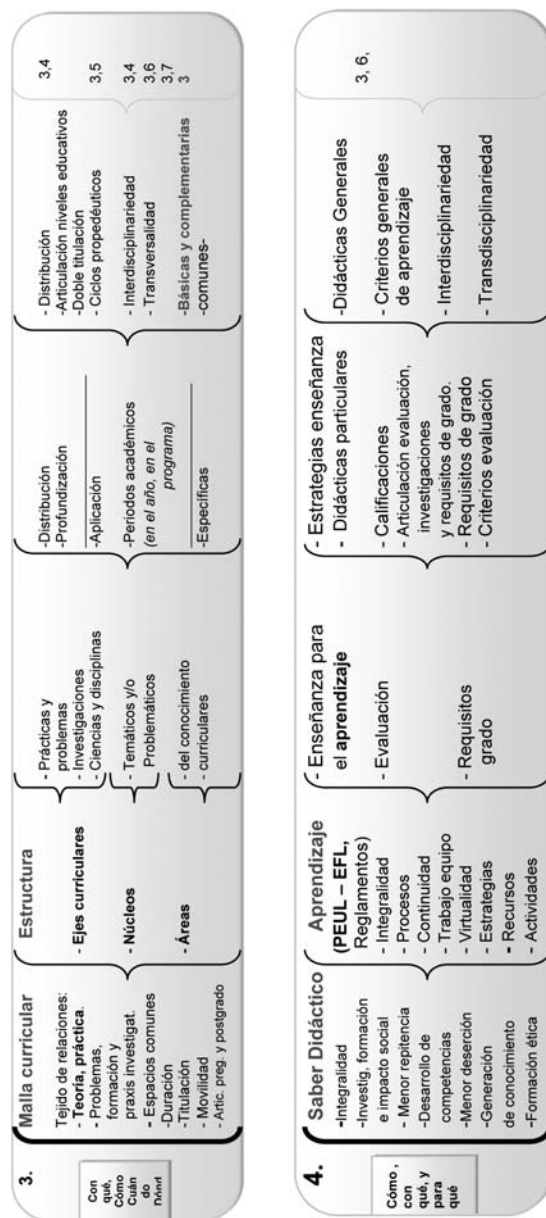 3.
Con
qué,
Cómo
Cuán
do
Malla curricular
Tejido de relaciones:
- Teoría, práctica.
- Problemas,
formación y
praxis investigat.
- Espacios comunes
-Duración
-Titulación
- Movilidad
- Artic. preg. y postgrado
Estructura
- Ejes curriculares
- Núcleos
- Áreas
- Prácticas y
problemas
- Investigaciones
- Ciencias y disciplinas
- Temáticos y/o
Problemáticos
- del conocimiento
- curriculares
-Distribución
-Profundización
-Aplicación
-Periodos académicos
(en el año, en el
programa)
-Específicas
- Distribución
-Articulación niveles educativos
-Doble titulación
- Ciclos propedéuticos
- Interdisciplinariedad
- Transversalidad
-Básicas y complementarias
-comunes-
3,4
3,5
3,4
3,6
3,7
3
4.
Cómo ,
con
qué, y
para
qué
Saber Didáctico
-Integralidad
-Investig, formación
e impacto social
- Menor repitencia
-Desarrollo de
competencias
-Menor deserción
-Generación
de conocimiento
-Formación ética
Aprendizaje
(PEUL – EFL,
Reglamentos)
- Integralidad
- Procesos
- Continuidad
- Trabajo equipo
- Virtualidad
- Estrategias
- Recursos
- Actividades
- Enseñanza para
el aprendizaje
- Evaluación
- Requisitos
grado
- Estrategias enseñanza
- Didácticas particulares
- Calificaciones
- Articulación evaluación,
investigaciones
y requisitos de grado.
- Requisitos de grado
- Criterios evaluación
-Didácticas Generales
- Criterios generales
de aprendizaje
- Interdisciplinariedad
- Transdisciplinariedad
3, 6,